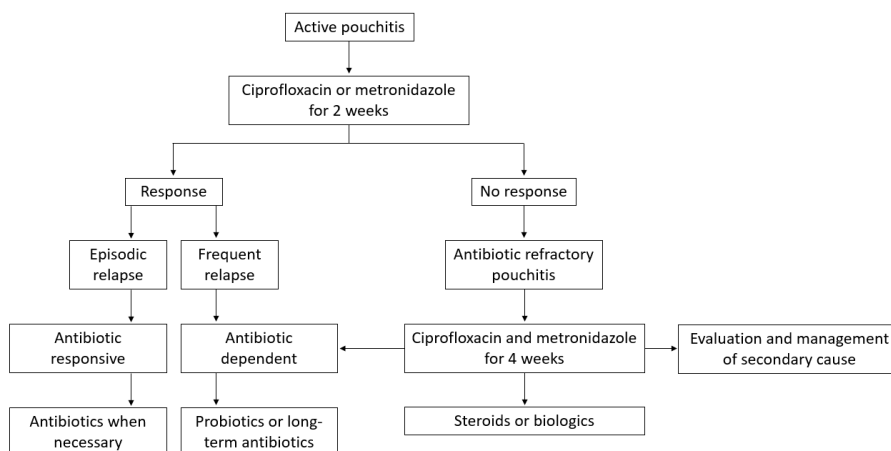 Active pouchitis
Ciprofloxacin or metronidazole
for 2 weeks
Response
No response
Episodic
relapse
Frequent
relapse
Antibiotic refractory
pouchitis
Antibiotic
responsive
Antibiotic
dependent
Ciprofloxacin and metronidazole
for 4 weeks
Evaluation and management
of secondary cause
Antibiotics when
necessary
Probiotics or long-
term antibiotics
Steroids or biologics